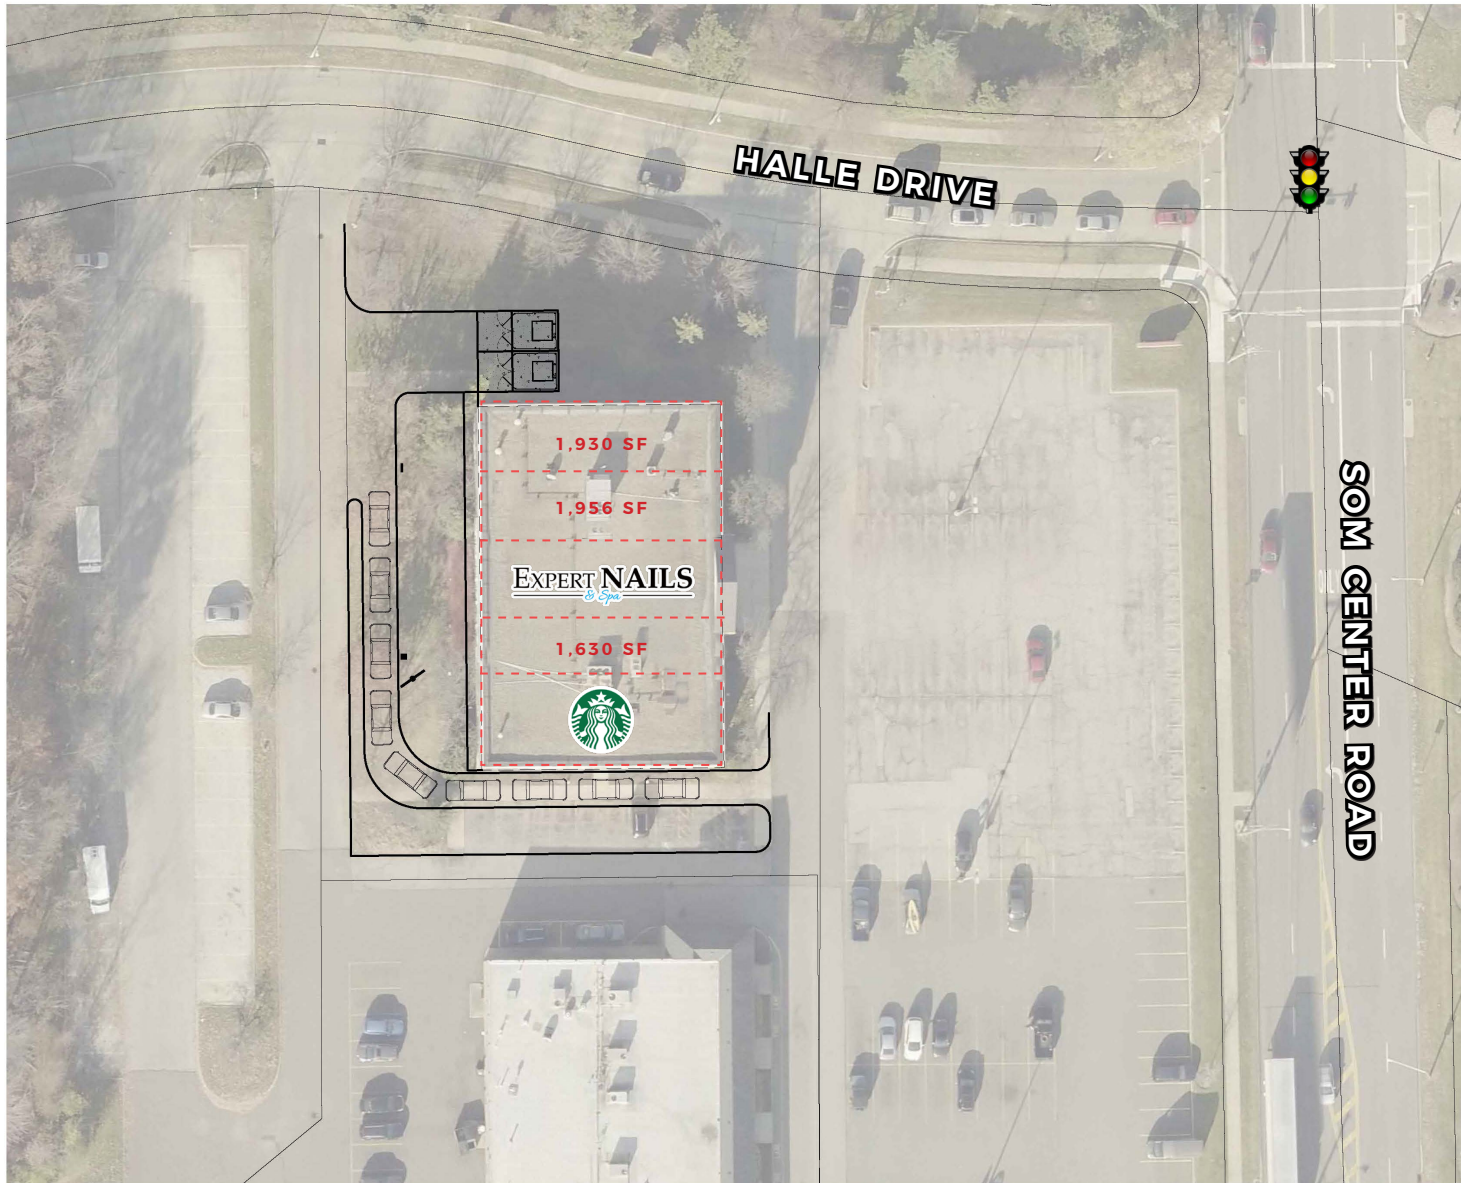 HALLE DRIVE
1,930 SF
1,956 SF
EXPERT NAILS
& Spa
1,630 SF
SOM CENTER ROAD